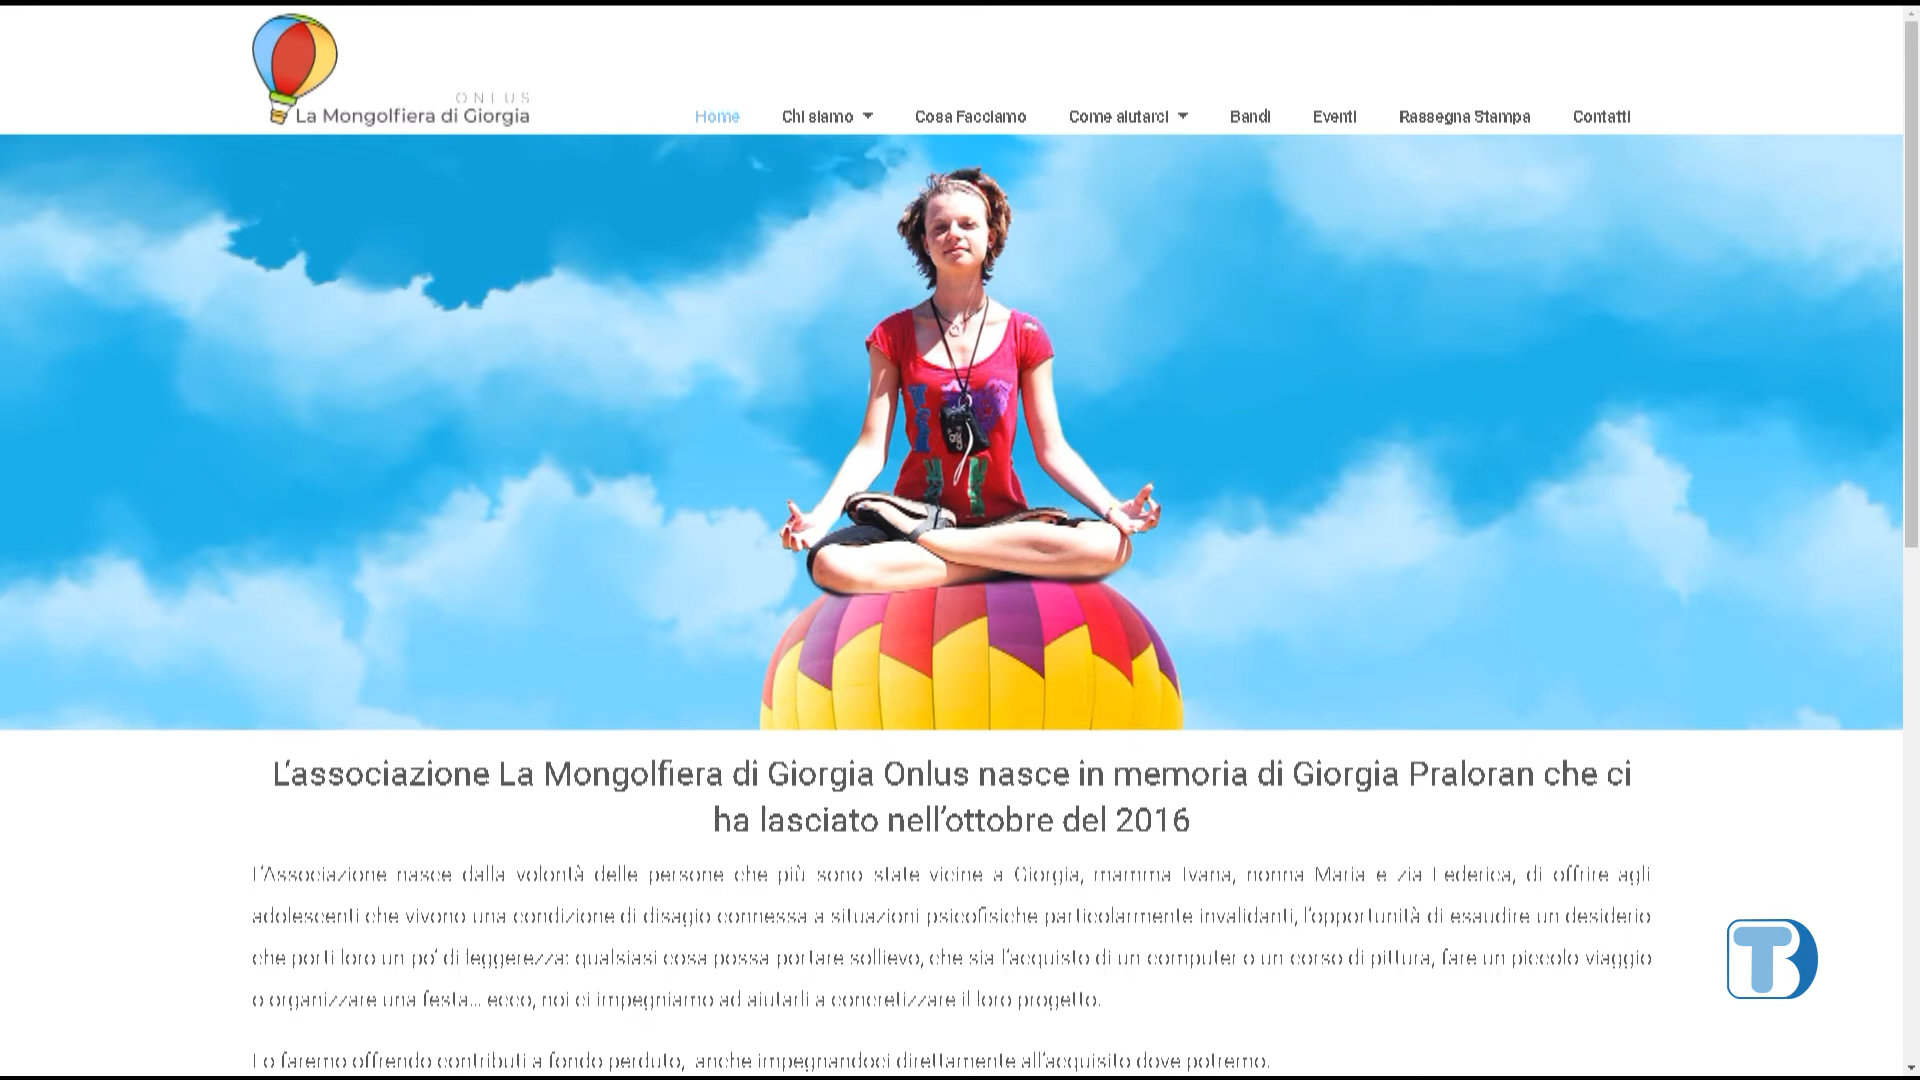 ONLUS
La Mongolfiera di Giorgia
Home Chi siamo Cosa Facciamo Come aiutarci Bandi Eventi Rassegna Stampa Contatti
L'associazione La Mongolfiera di Giorgia Onlus nasce in memoria di Giorgia Praloran che ci
ha lasciato nell'ottobre del 2016
L'Associazione nasce dalla volontà delle persone che più sono state vicine a Giorgia, mamma Ivana, nonna Maria e zia Federica, di offrire agli
adolescenti che vivono una condizione di disagio connessa a situazioni psicofisiche particolarmente invalidanti, l'opportunità di esaudire un desiderio
che porti loro un po' di leggerezza: qualsiasi cosa possa portare sollievo, che sia l'acquisto di un computer o un corso di pittura, fare un piccolo viaggio
o organizzare una festa... ecco, noi ci impegniamo ad aiutarli a concretizzare il loro progetto.
Lo faremo offrendo contributi a fondo perduto, anche impegnandoci direttamente all'acquisito dove potremo.
TB